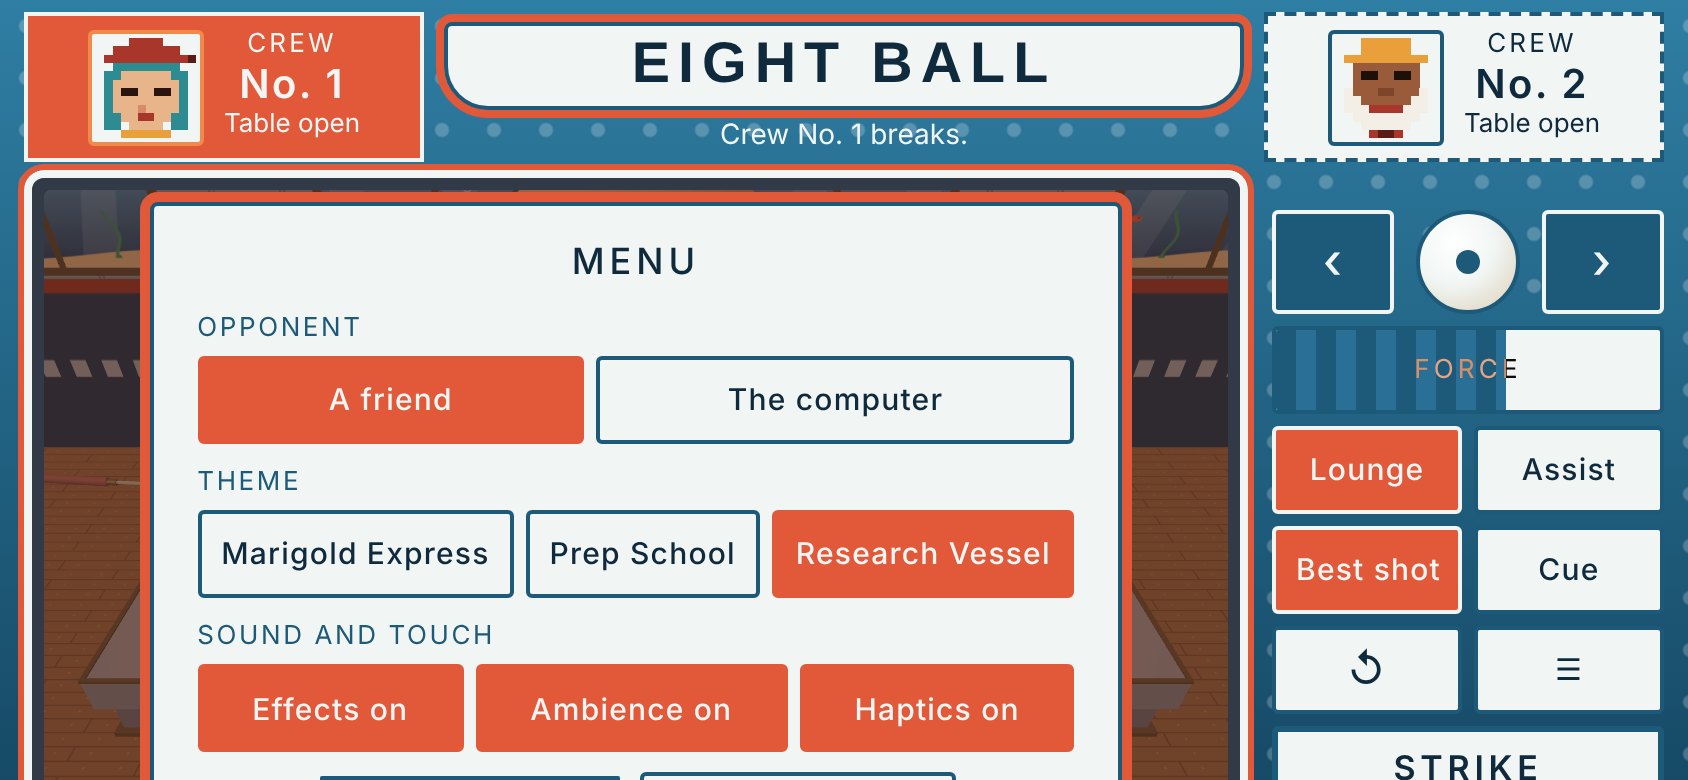 CREW
No. 1
Table open
EIGHT BALL
Crew No. 1 breaks.
CREW
No. 2
Table open
MENU
OPPONENT
A friend
The computer
THEME
Marigold Express
Prep School
Research Vessel
SOUND AND TOUCH
Effects on
Ambience on
Haptics on
‹
›
FORCE
Lounge
Assist
Best shot
Cue
STRIKE